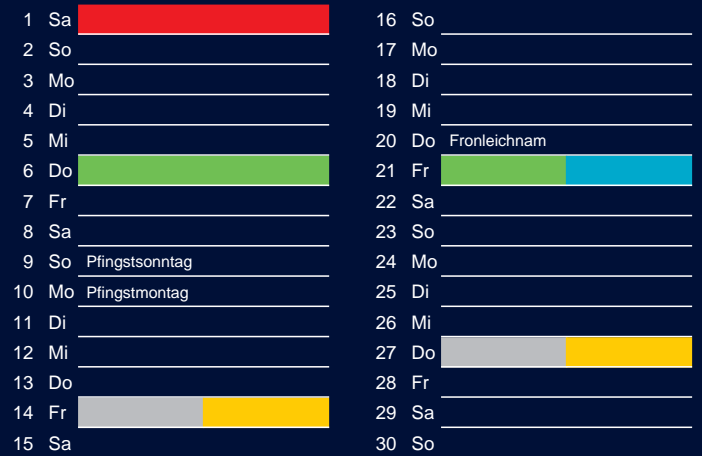 1 Sa
2 So
3 Mo
4 Di
5 Mi
6 Do
7 Fr
8 Sa
9 So Pfingstsonntag
10 Mo Pfingstmontag
11 Di
12 Mi
13 Do
14 Fr
15 Sa
16 So
17 Mo
18 Di
19 Mi
20 Do Fronleichnam
21 Fr
22 Sa
23 So
24 Mo
25 Di
26 Mi
27 Do
28 Fr
29 Sa
30 So